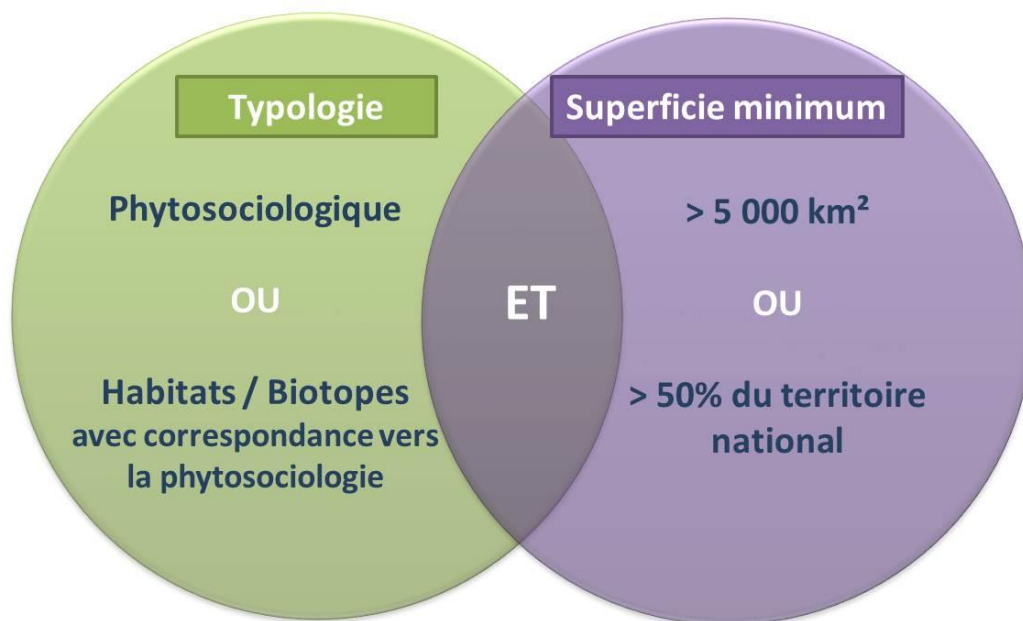 Typologie
Phytosociologique
OU
Habitats / Biotopes
avec correspondance vers
la phytosociologie
ET
Superficie minimum
> 5 000 km²
OU
> 50% du territoire
national